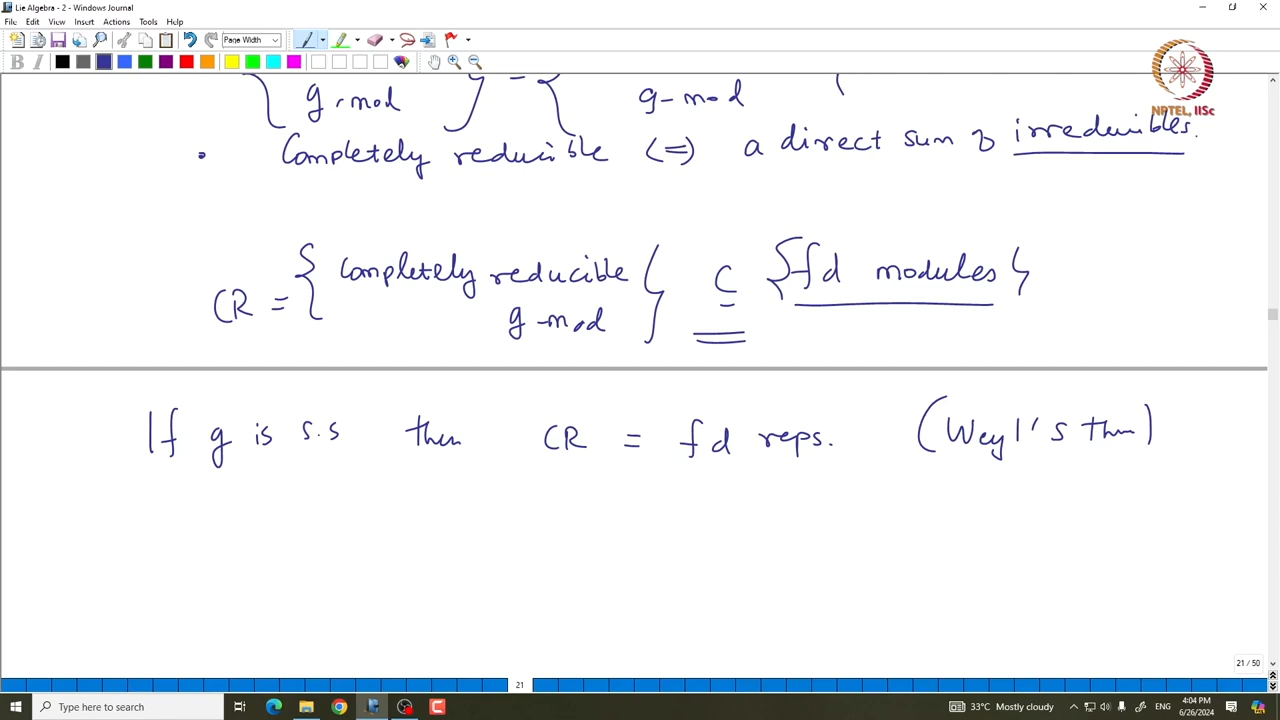 Lie Algebra - 2 - Windows Journal
File Edit View Insert Actions Tools Help
Page Width
NPTEL, IISc
{ g-mod } = { g-mod
• Completely reducible <=> a direct sum of irreducibles.
CR = { Completely reducible g-mod } ⊂ { fd modules }
If g is s.s then CR = fd reps. (Weyl's thm)
21 / 50
21
Type here to search
33°C Mostly cloudy
4:04 PM
6/26/2024